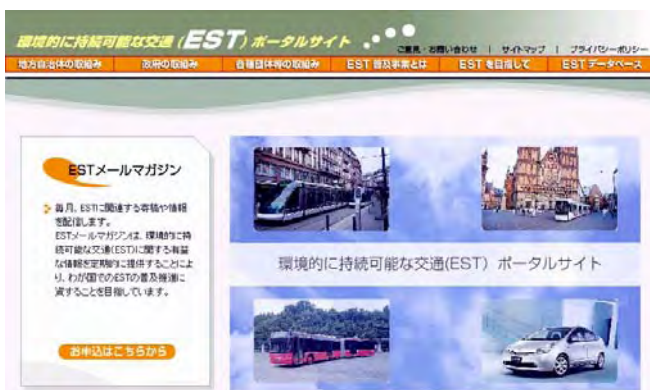 環境的に持続可能な交通（EST）ポータルサイト
ご意見・お問い合わせ | サイトマップ | プライバシーポリシー
地方自治体の取組み 政府の取組み 各種団体等の取組み EST普及事業とは ESTを目指して ESTデータベース
ESTメールマガジン
毎月、ESTに関連する寄稿や情報
を配信します。
ESTメールマガジンは、環境的に持
続可能な交通(EST)に関する有益
な情報を定期的に提供することによ
り、わが国でのESTの普及推進に
資することを目指しています。
お申込はこちらから
環境的に持続可能な交通(EST）ポータルサイト